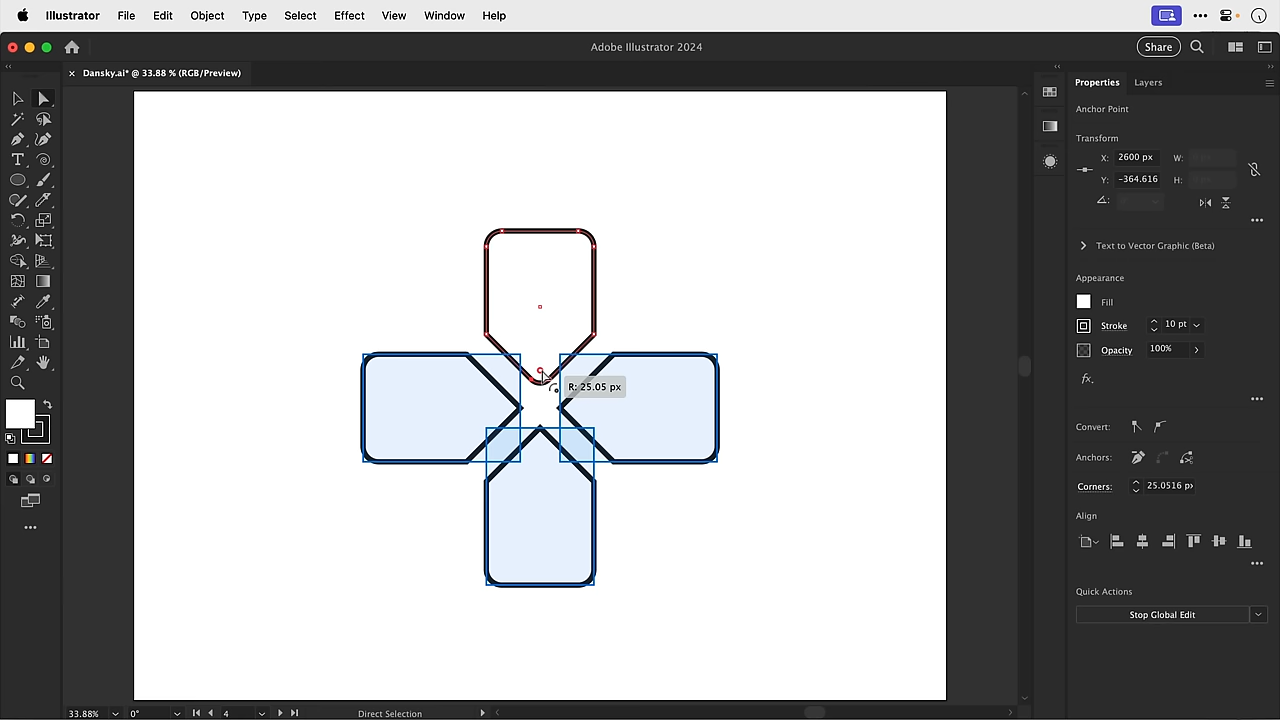 Illustrator File Edit Object Type Select Effect View Window Help
Adobe Illustrator 2024
Share
Dansky.ai* @ 33.88 % (RGB/Preview)
Properties Layers
Anchor Point
Transform
X: 2600 px W:
Y: -364.616 H:
Text to Vector Graphic (Beta)
Appearance
Fill
Stroke 10 pt
Opacity 100%
fx.
R: 25.05 px
Convert:
Anchors:
Corners: 25.0516 px
Align
Quick Actions
Stop Global Edit
33.88% 0° 4 Direct Selection